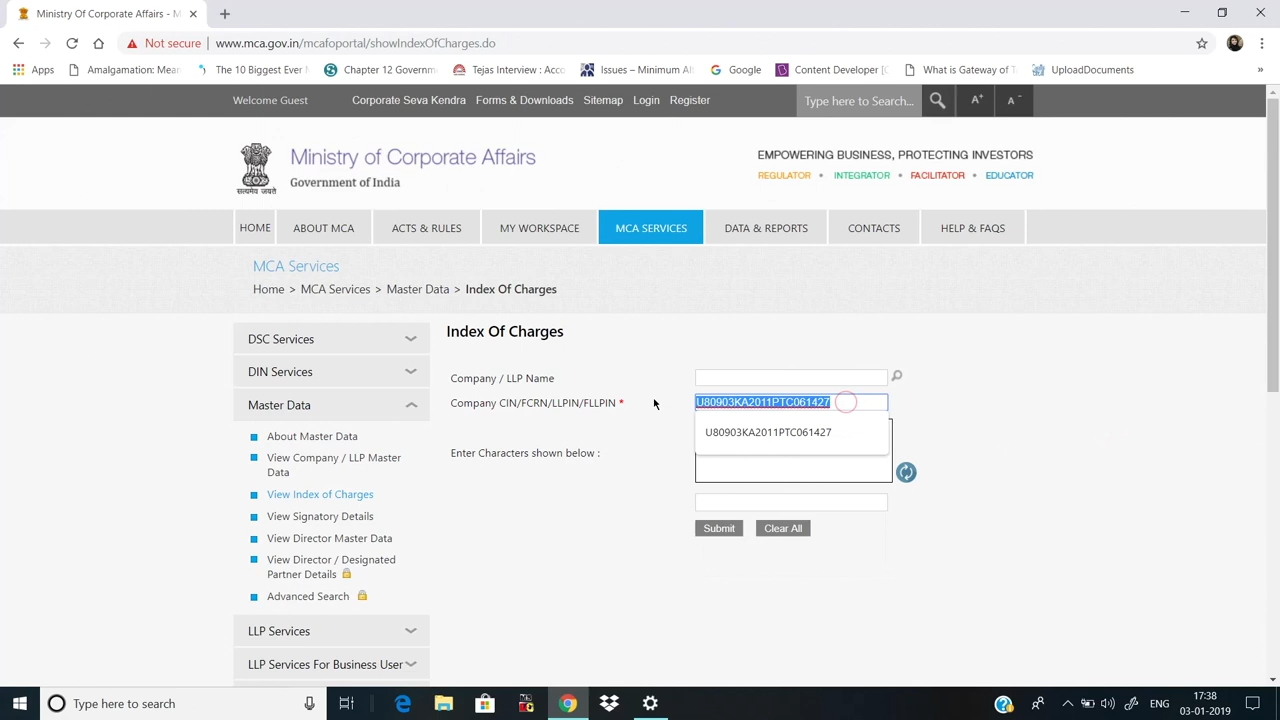 Ministry Of Corporate Affairs - M
Not secure
www.mca.gov.in/mcafoportal/showIndexOfCharges.do
Apps
Amalgamation: Mea
The 10 Biggest Ever
Chapter 12 Governm
Tejas Interview : Acc
Issues – Minimum Al
Google
Content Developer [
What is Gateway of
UploadDocuments
»
Welcome Guest
Corporate Seva Kendra
Forms & Downloads
Sitemap
Login
Register
Type here to Search...
A+
A-
सत्यमेव जयते
Ministry of Corporate Affairs
Government of India
EMPOWERING BUSINESS, PROTECTING INVESTORS
REGULATOR • INTEGRATOR • FACILITATOR • EDUCATOR
HOME
ABOUT MCA
ACTS & RULES
MY WORKSPACE
MCA SERVICES
DATA & REPORTS
CONTACTS
HELP & FAQS
MCA Services
Home > MCA Services > Master Data > Index Of Charges
DSC Services
DIN Services
Master Data
About Master Data
View Company / LLP Master
Data
View Index of Charges
View Signatory Details
View Director Master Data
View Director / Designated
Partner Details
Advanced Search
LLP Services
LLP Services For Business User
Index Of Charges
Company / LLP Name
Company CIN/FCRN/LLPIN/FLLPIN *
U80903KA2011PTC061427
U80903KA2011PTC061427
Enter Characters shown below :
Submit
Clear All
Type here to search
ENG
17:38
03-01-2019